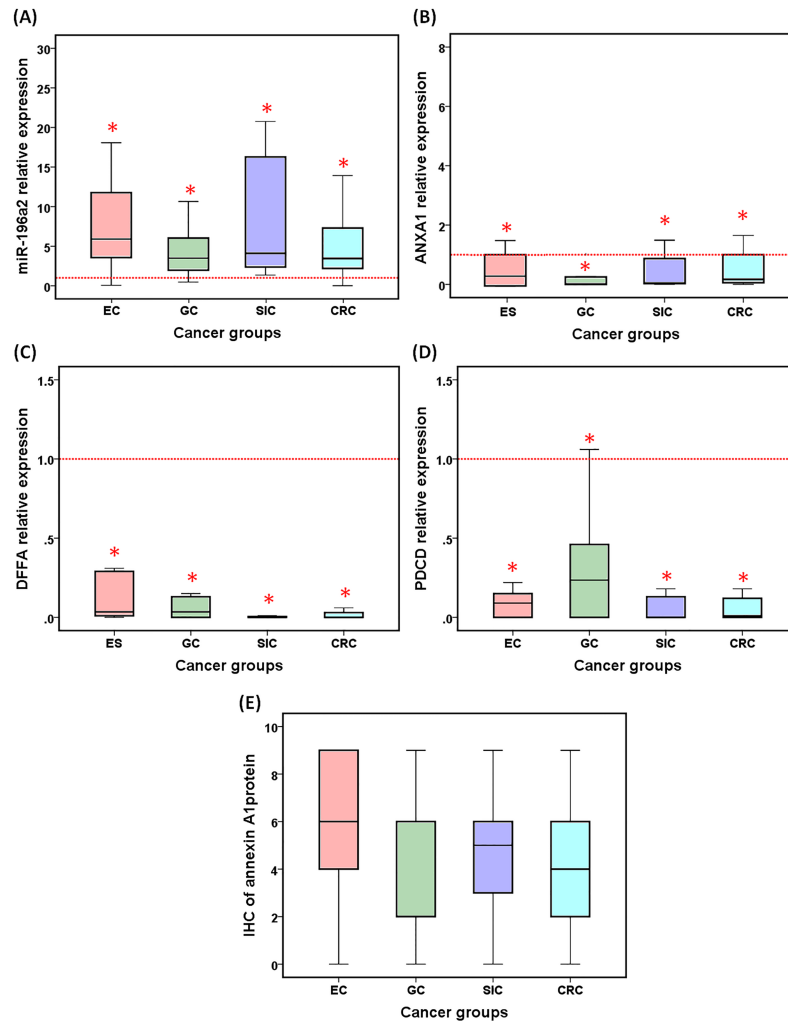 (A)
miR-196a2 relative expression
30
25
20
15
10
5
0
* * * *
EC GC SIC CRC
Cancer groups
(B)
ANXA1 relative expression
8
6
4
2
0
* * * *
ES GC SIC CRC
Cancer groups
(C)
DFFA relative expression
1.5
1.0
.5
.0
* * * *
ES GC SIC CRC
Cancer groups
(D)
PDCD relative expression
1.5
1.0
.5
.0
* * * *
EC GC SIC CRC
Cancer groups
(E)
IHC of annexin A1protein
10
8
6
4
2
0
EC GC SIC CRC
Cancer groups